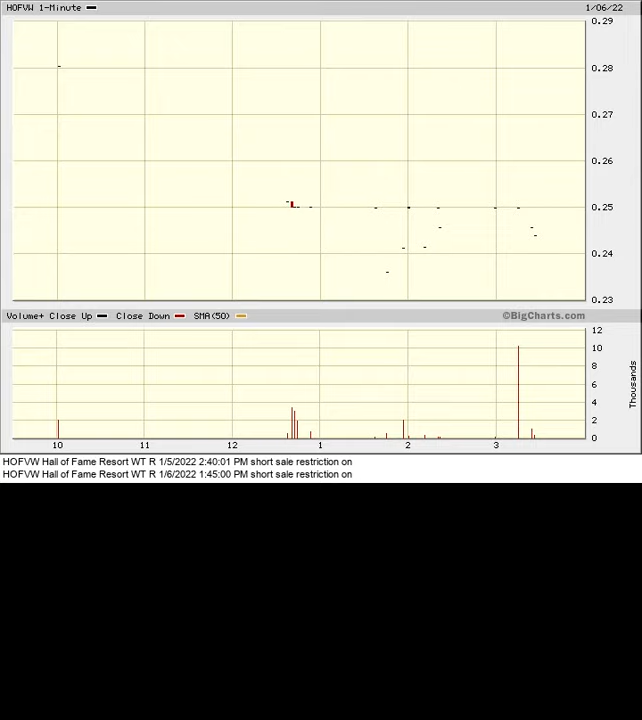 HOFVW 1-Minute 1/06/22
0.29
0.28
0.27
0.26
0.25
0.24
0.23
Volume+ Close Up Close Down SMA(50) ©BigCharts.com
12
10
8
6
4
2
0
Thousands
10 11 12 1 2 3
HOFVW Hall of Fame Resort WT R 1/5/2022 2:40:01 PM short sale restriction on
HOFVW Hall of Fame Resort WT R 1/6/2022 1:45:00 PM short sale restriction on